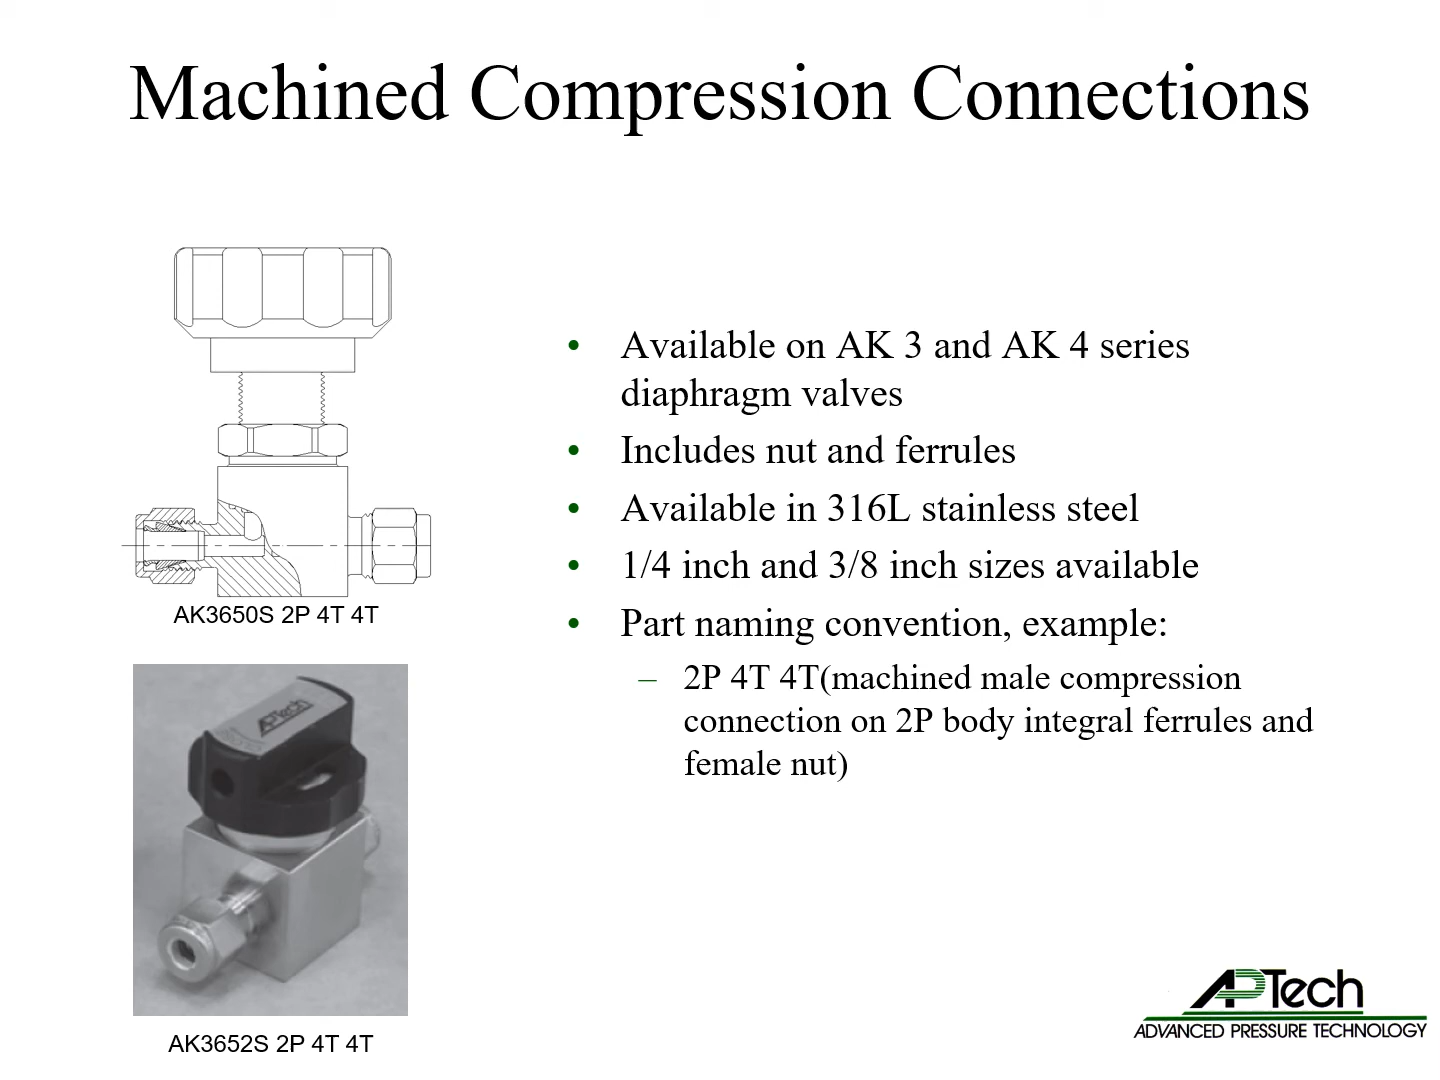 Machined Compression Connections
• Available on AK 3 and AK 4 series
diaphragm valves
• Includes nut and ferrules
• Available in 316L stainless steel
• 1/4 inch and 3/8 inch sizes available
• Part naming convention, example:
– 2P 4T 4T(machined male compression
connection on 2P body integral ferrules and
female nut)
AK3650S 2P 4T 4T
APTech
AK3652S 2P 4T 4T
APTech
ADVANCED PRESSURE TECHNOLOGY